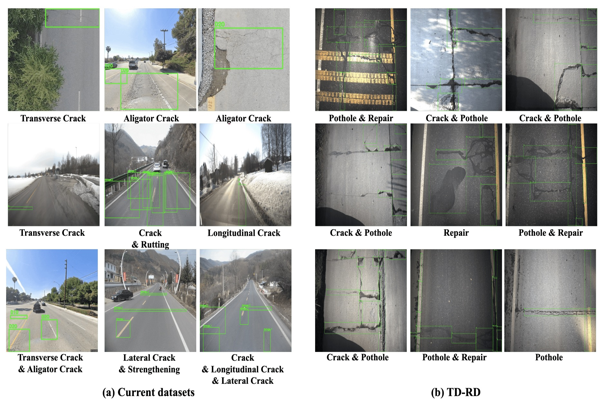 Transverse Crack
Aligator Crack
Aligator Crack
Pothole & Repair
Crack & Pothole
Crack & Pothole
Transverse Crack
Crack
& Rutting
Longitudinal Crack
Crack & Pothole
Repair
Pothole & Repair
Transverse Crack
& Aligator Crack
Lateral Crack
& Strengthening
Crack
& Longitudinal Crack
& Lateral Crack
Crack & Pothole
Pothole & Repair
Pothole
(a) Current datasets
(b) TD-RD